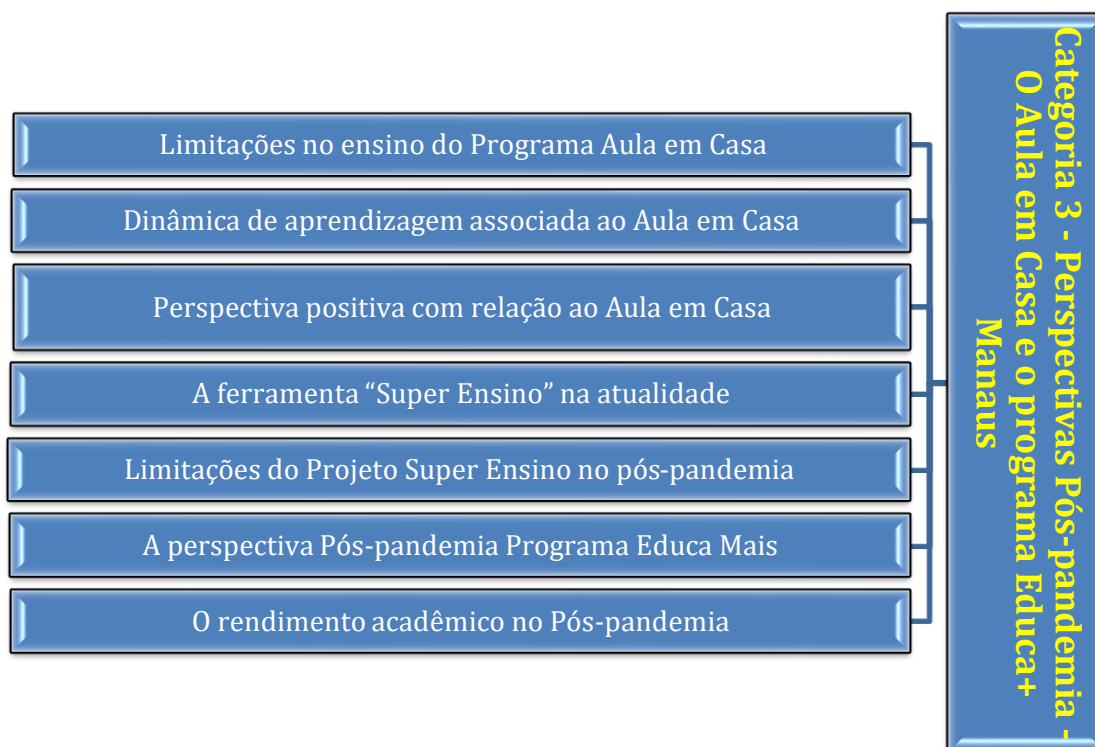 Categoria 3 - Perspectivas Pós-pandemia -
O Aula em Casa e o programa Educa+
Manaus
Limitações no ensino do Programa Aula em Casa
Dinâmica de aprendizagem associada ao Aula em Casa
Perspectiva positiva com relação ao Aula em Casa
A ferramenta “Super Ensino” na atualidade
Limitações do Projeto Super Ensino no pós-pandemia
A perspectiva Pós-pandemia Programa Educa Mais
O rendimento acadêmico no Pós-pandemia